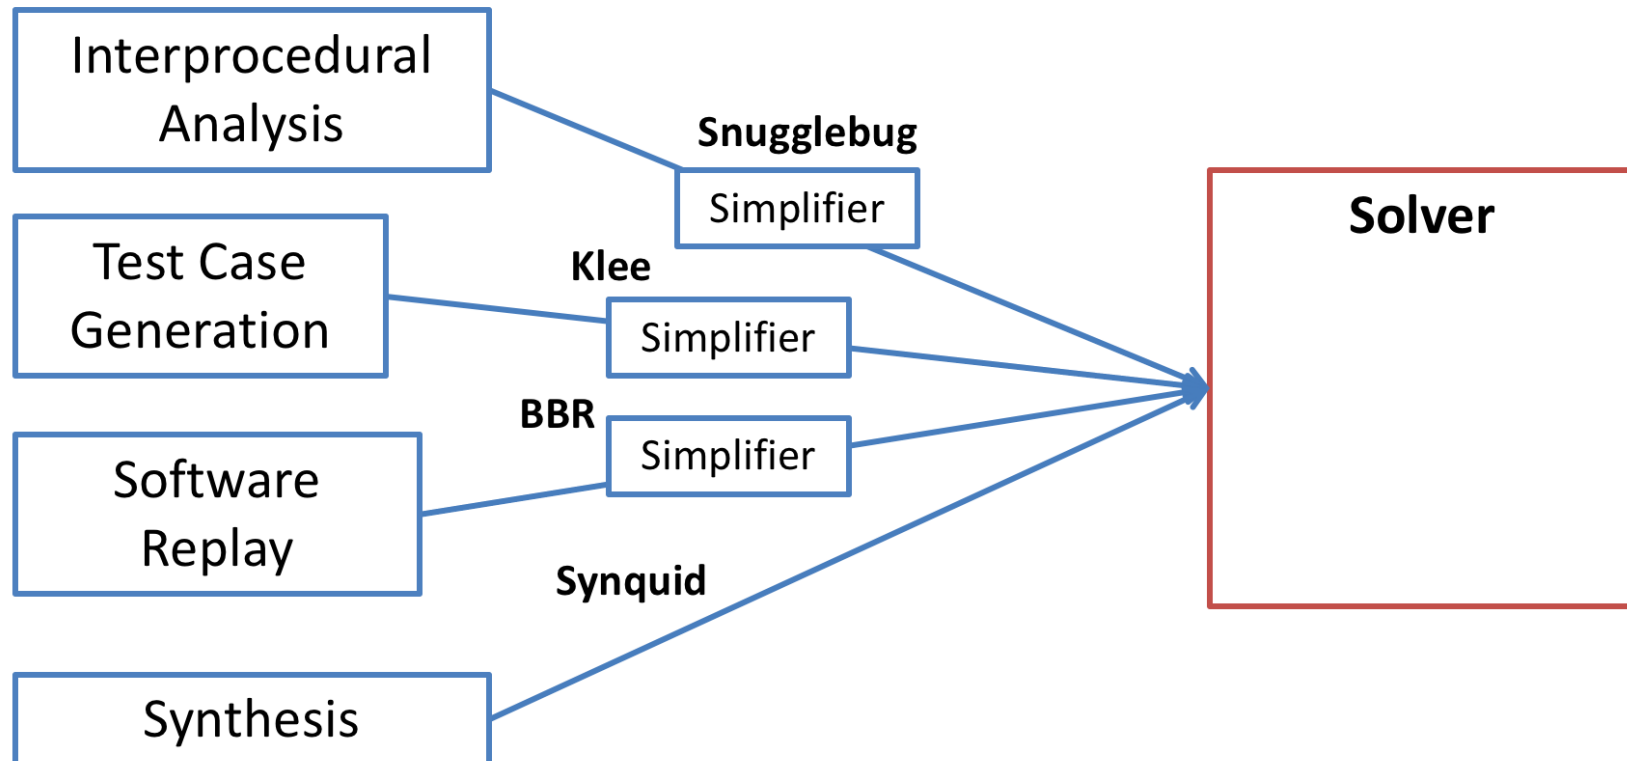 Interprocedural
Analysis
Snugglebug
Simplifier
Solver
Test Case
Generation
Klee
Simplifier
BBR
Simplifier
Software
Replay
Synquid
Synthesis